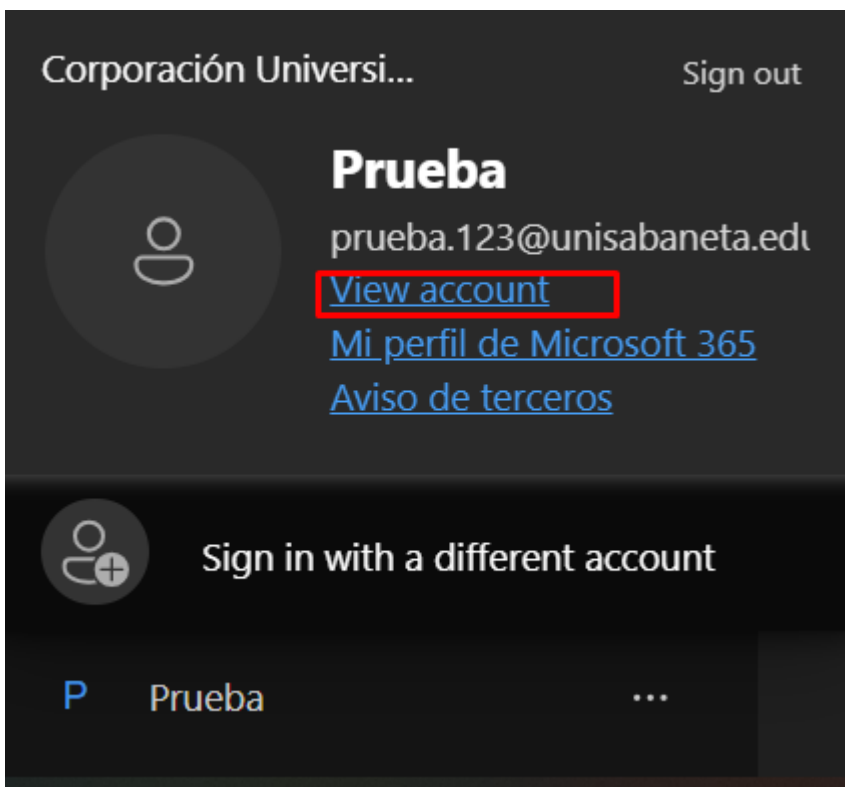 Corporación Universi...
Sign out
Prueba
prueba.123@unisabaneta.edu
View account
Mi perfil de Microsoft 365
Aviso de terceros
Sign in with a different account
P Prueba ...